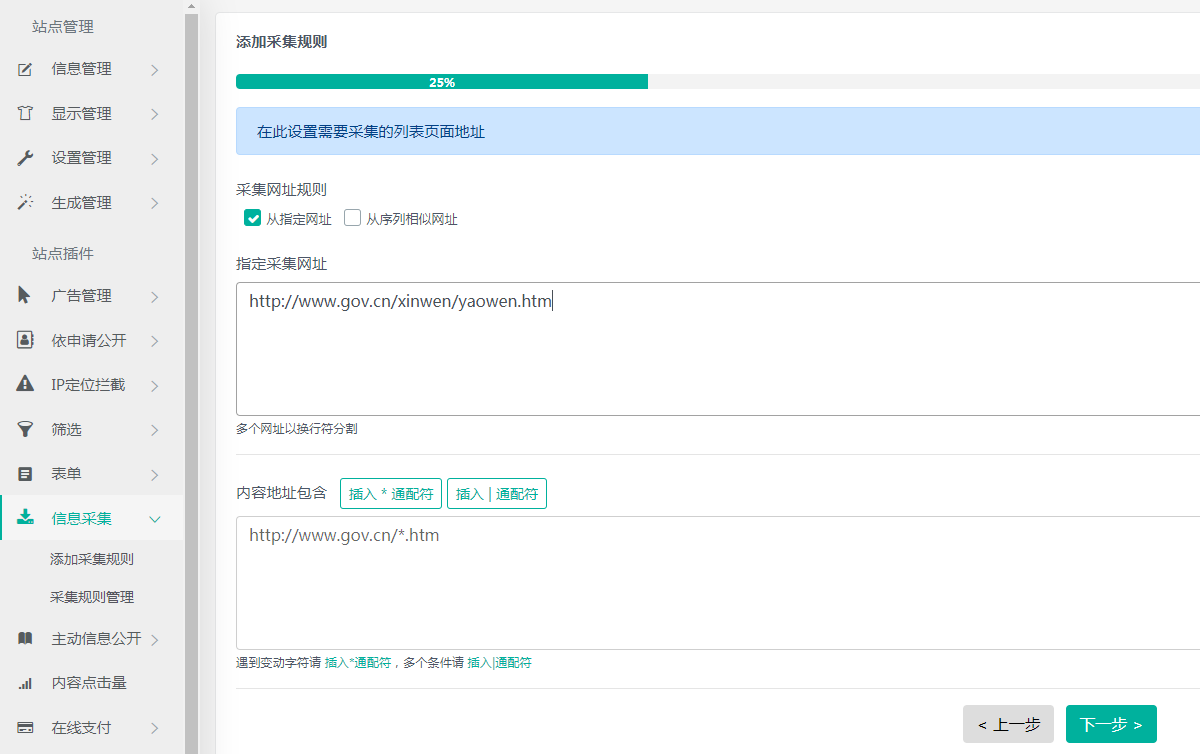 站点管理
信息管理
显示管理
设置管理
生成管理
站点插件
广告管理
依申请公开
IP定位拦截
筛选
表单
信息采集
添加采集规则
采集规则管理
主动信息公开
内容点击量
在线支付
添加采集规则
25%
在此设置需要采集的列表页面地址
采集网址规则
从指定网址 从序列相似网址
指定采集网址
http://www.gov.cn/xinwen/yaowen.htm
多个网址以换行符分割
内容地址包含 插入 * 通配符 插入 | 通配符
http://www.gov.cn/*.htm
遇到变动字符请 插入*通配符，多个条件请 插入|通配符
< 上一步 下一步 >